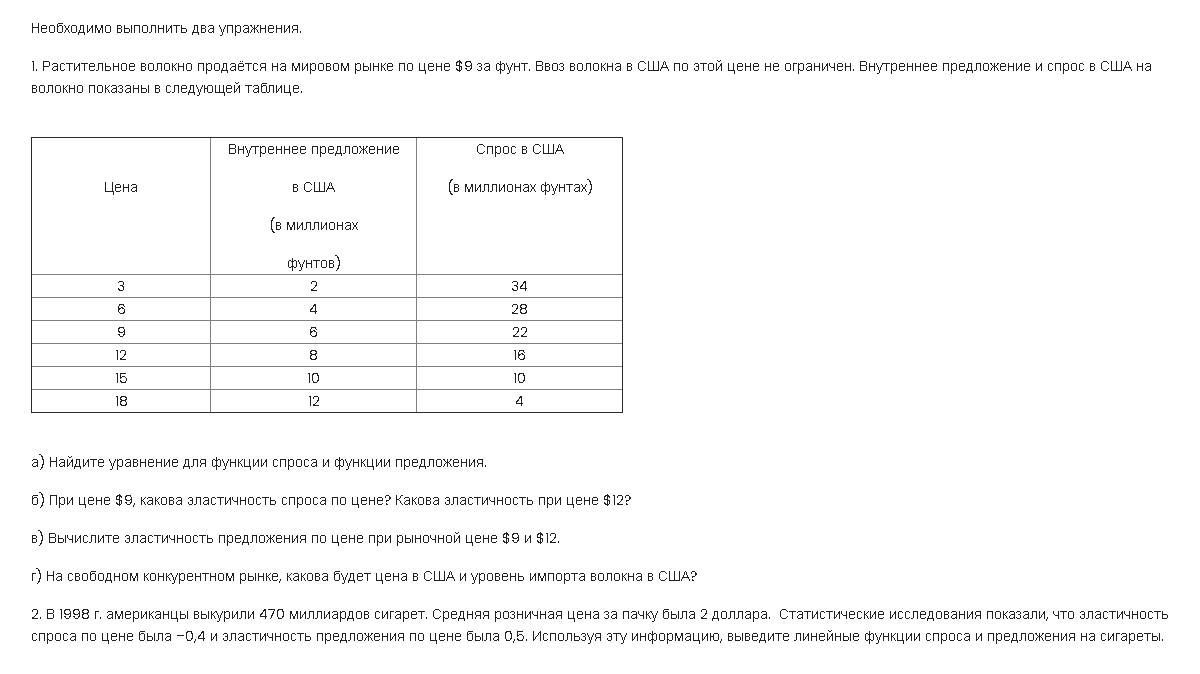 Необходимо выполнить два упражнения.
1. Растительное волокно продаётся на мировом рынке по цене $9 за фунт. Ввоз волокна в США по этой цене не ограничен. Внутреннее предложение и спрос в США на
волокно показаны в следующей таблице.
Цена
Внутреннее предложение
в США
(в миллионах
фунтов)
Спрос в США
(в миллионах фунтах)
3 2 34
6 4 28
9 6 22
12 8 16
15 10 10
18 12 4
а) Найдите уравнение для функции спроса и функции предложения.
б) При цене $9, какова эластичность спроса по цене? Какова эластичность при цене $12?
в) Вычислите эластичность предложения по цене при рыночной цене $9 и $12.
г) На свободном конкурентном рынке, какова будет цена в США и уровень импорта волокна в США?
2. В 1998 г. американцы выкурили 470 миллиардов сигарет. Средняя розничная цена за пачку была 2 доллара. Статистические исследования показали, что эластичность
спроса по цене была −0,4 и эластичность предложения по цене была 0,5. Используя эту информацию, выведите линейные функции спроса и предложения на сигареты.